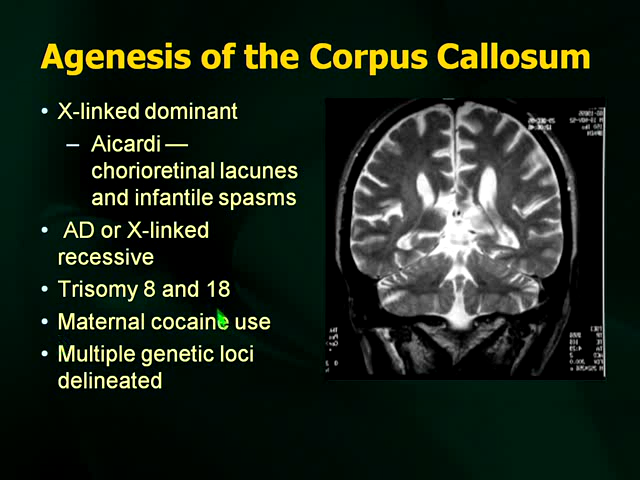 Agenesis of the Corpus Callosum
• X-linked dominant
– Aicardi —
chorioretinal lacunes
and infantile spasms
• AD or X-linked
recessive
• Trisomy 8 and 18
• Maternal cocaine use
• Multiple genetic loci
delineated